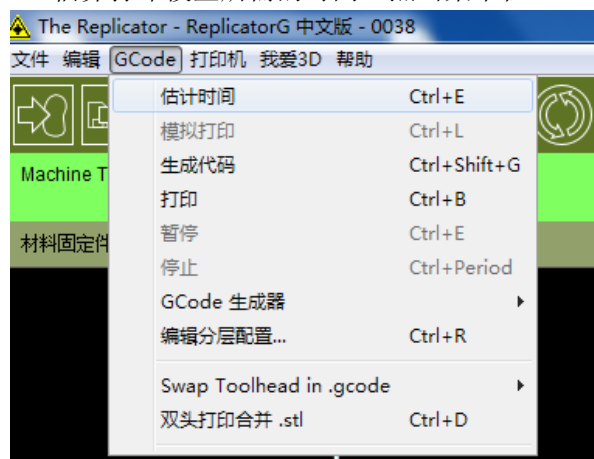 The Replicator - ReplicatorG 中文版 - 0038
文件 编辑 GCode 打印机 我爱3D 帮助
估计时间 Ctrl+E
模拟打印 Ctrl+L
Machine T
生成代码 Ctrl+Shift+G
打印 Ctrl+B
材料固定件
暂停 Ctrl+E
停止 Ctrl+Period
GCode 生成器
编辑分层配置... Ctrl+R
Swap Toolhead in .gcode
双头打印合并 .stl Ctrl+D